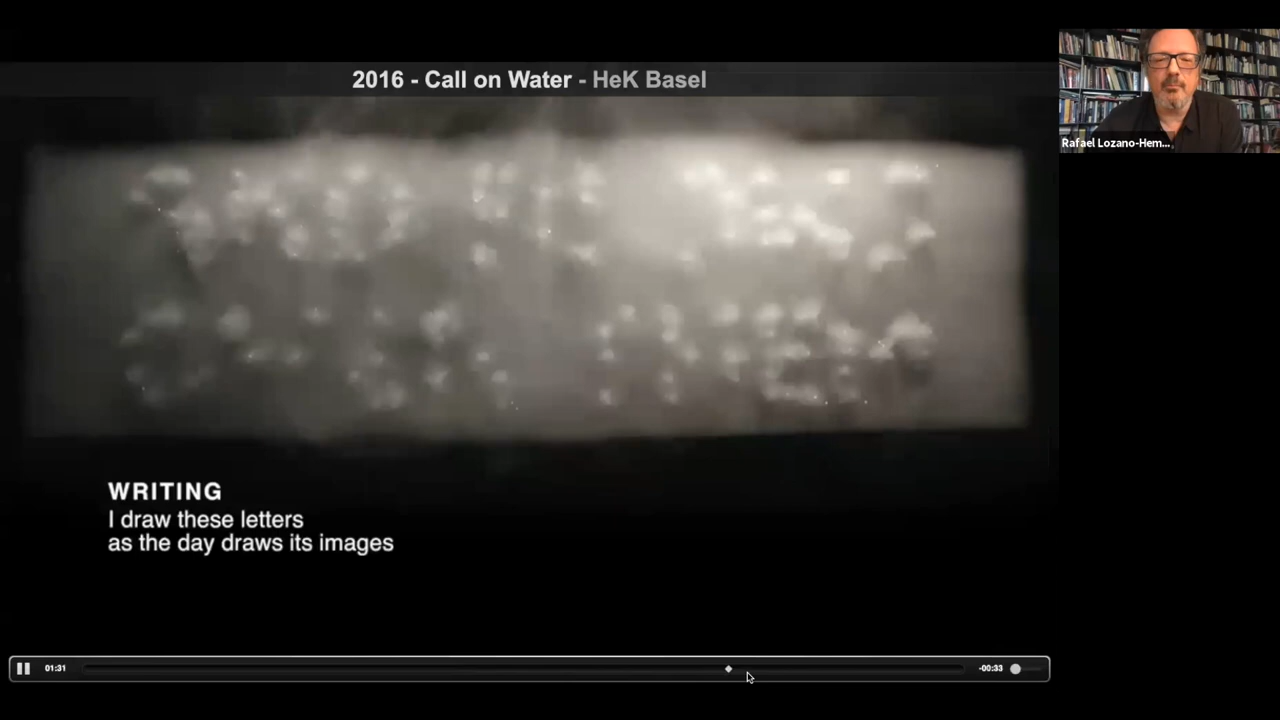 2016 - Call on Water - HeK Basel
Rafael Lozano-Hem...
WRITING
I draw these letters
as the day draws its images
01:31
-00:33